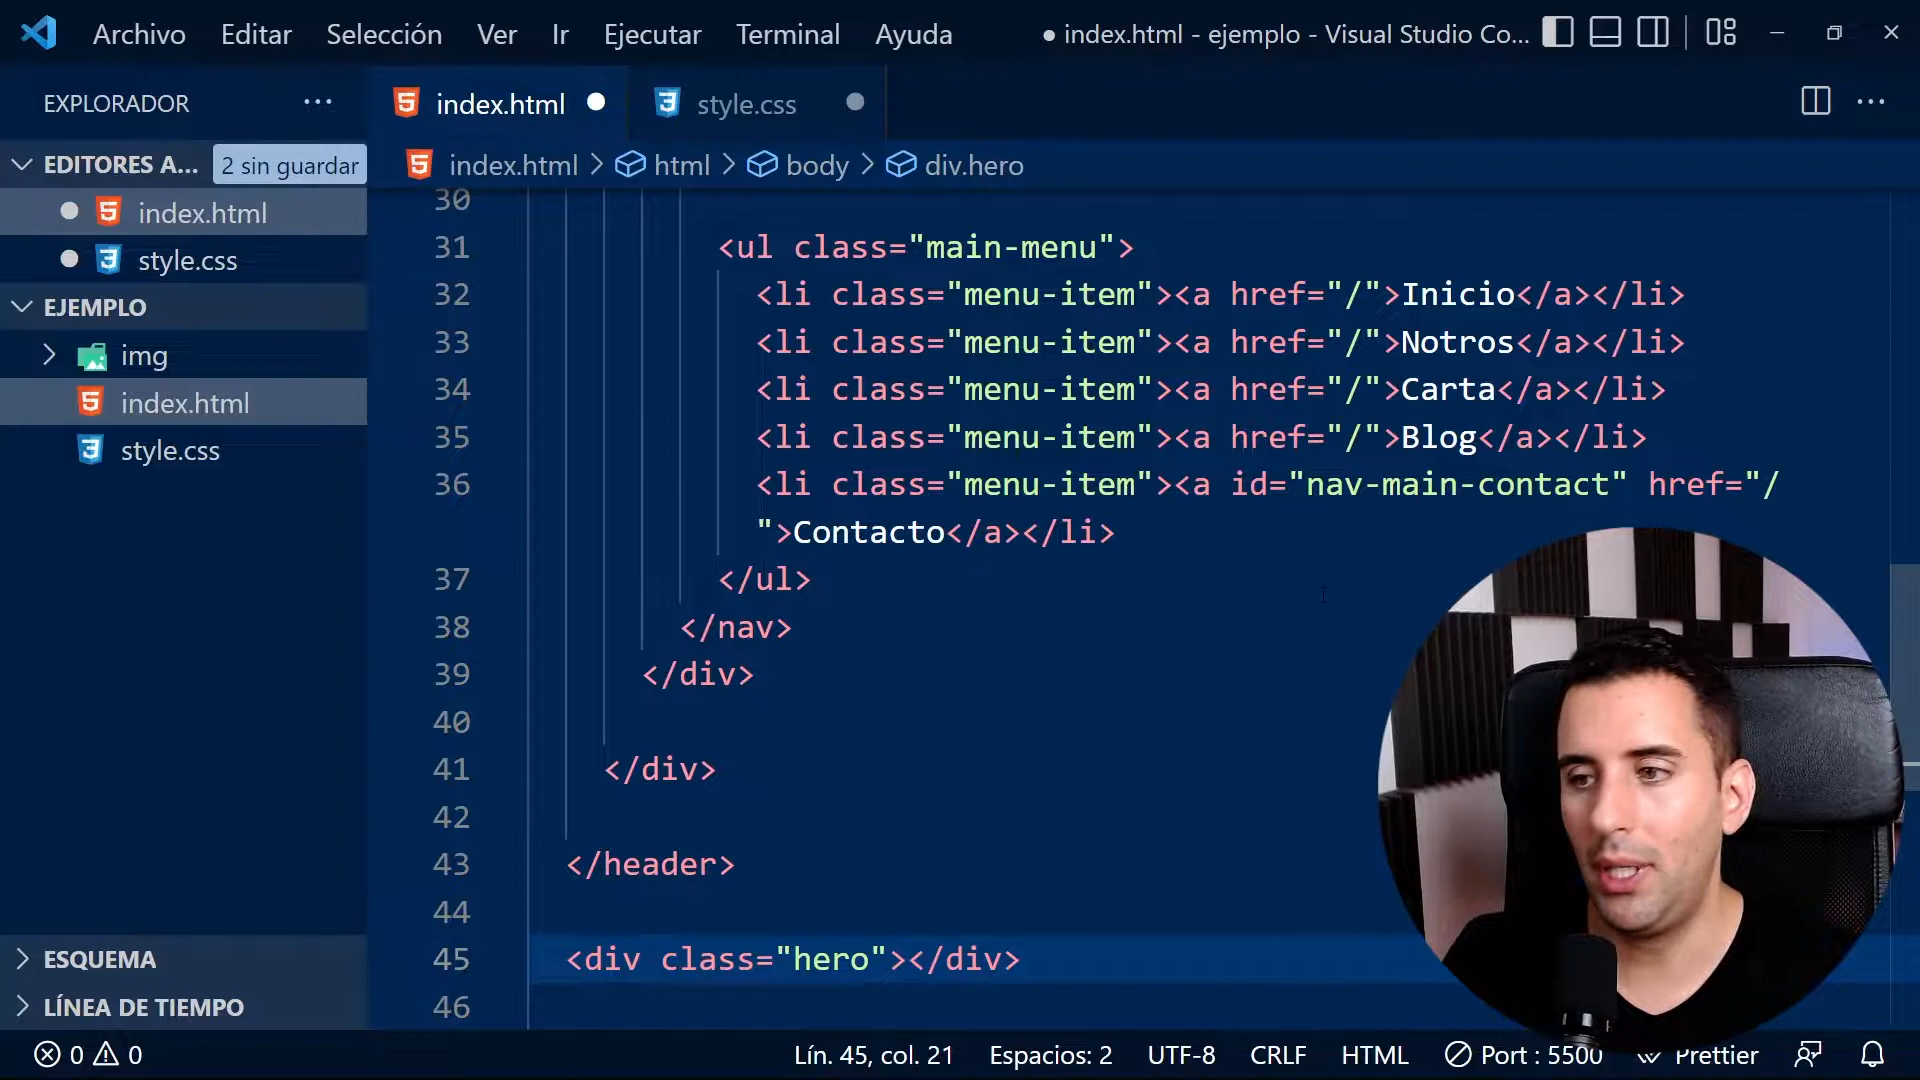 Archivo Editar Selección Ver Ir Ejecutar Terminal Ayuda ● index.html - ejemplo - Visual Studio Co...
EXPLORADOR ···
index.html
style.css
EDITORES A... 2 sin guardar
index.html > html > body > div.hero
index.html
style.css
EJEMPLO
img
index.html
style.css
ESQUEMA
LÍNEA DE TIEMPO
30
31 <ul class="main-menu">
32 <li class="menu-item"><a href="/">Inicio</a></li>
33 <li class="menu-item"><a href="/">Notros</a></li>
34 <li class="menu-item"><a href="/">Carta</a></li>
35 <li class="menu-item"><a href="/">Blog</a></li>
36 <li class="menu-item"><a id="nav-main-contact" href="/
">Contacto</a></li>
37 </ul>
38 </nav>
39 </div>
40
41 </div>
42
43 </header>
44
45 <div class="hero"></div>
46
0 0 Lín. 45, col. 21 Espacios: 2 UTF-8 CRLF HTML Port : 5500 Prettier